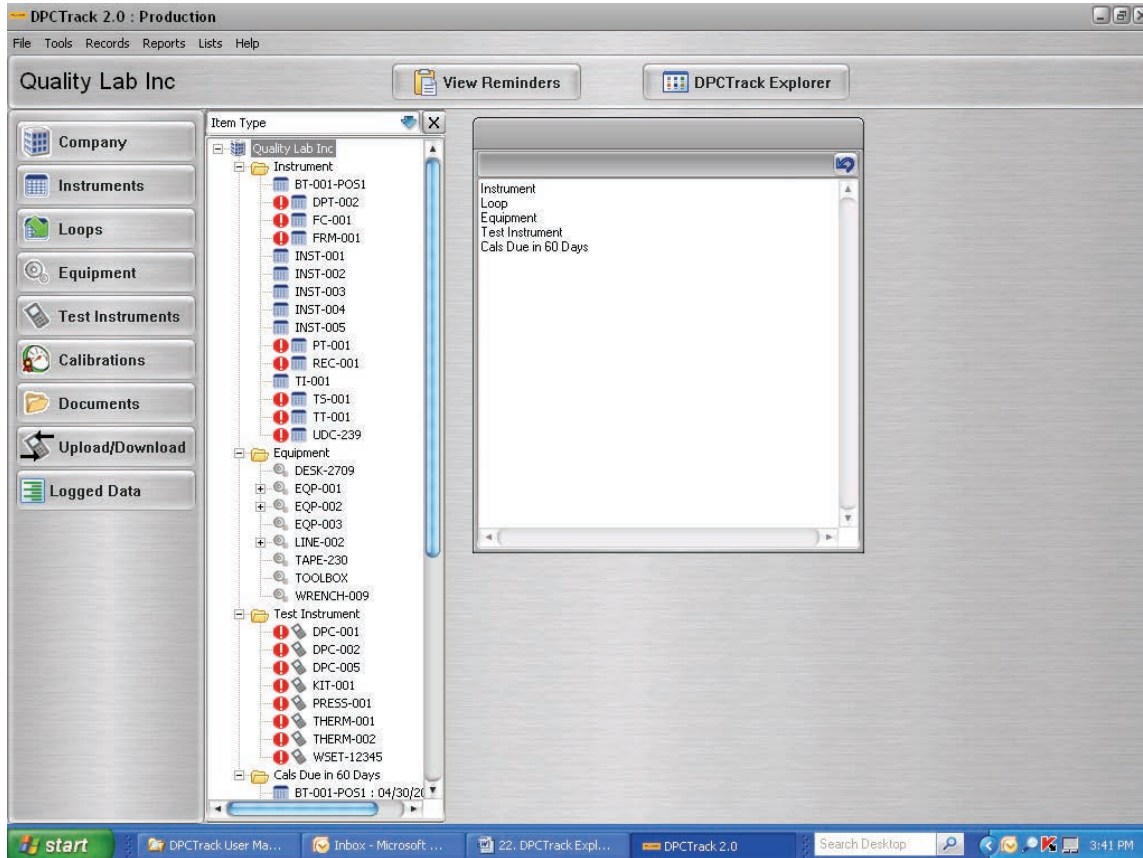 DPCTrack 2.0 : Production
File Tools Records Reports Lists Help
Quality Lab Inc
View Reminders
DPCTrack Explorer
Company
Instruments
Loops
Equipment
Test Instruments
Calibrations
Documents
Upload/Download
Logged Data
Item Type
Quality Lab Inc
Instrument
BT-001-POS1
DPT-002
FC-001
FRM-001
INST-001
INST-002
INST-003
INST-004
INST-005
PT-001
REC-001
TI-001
TS-001
TT-001
UDC-239
Equipment
DESK-2709
EQP-001
EQP-002
EQP-003
LINE-002
TAPE-230
TOOLBOX
WRENCH-009
Test Instrument
DPC-001
DPC-002
DPC-005
KIT-001
PRESS-001
THERM-001
THERM-002
WSET-12345
Cals Due in 60 Days
BT-001-POS1 : 04/30/20
Instrument
Loop
Equipment
Test Instrument
Cals Due in 60 Days
start
DPCTrack User Ma...
Inbox - Microsoft ...
22. DPCTrack Expl...
DPCTrack 2.0
Search Desktop
3:41 PM